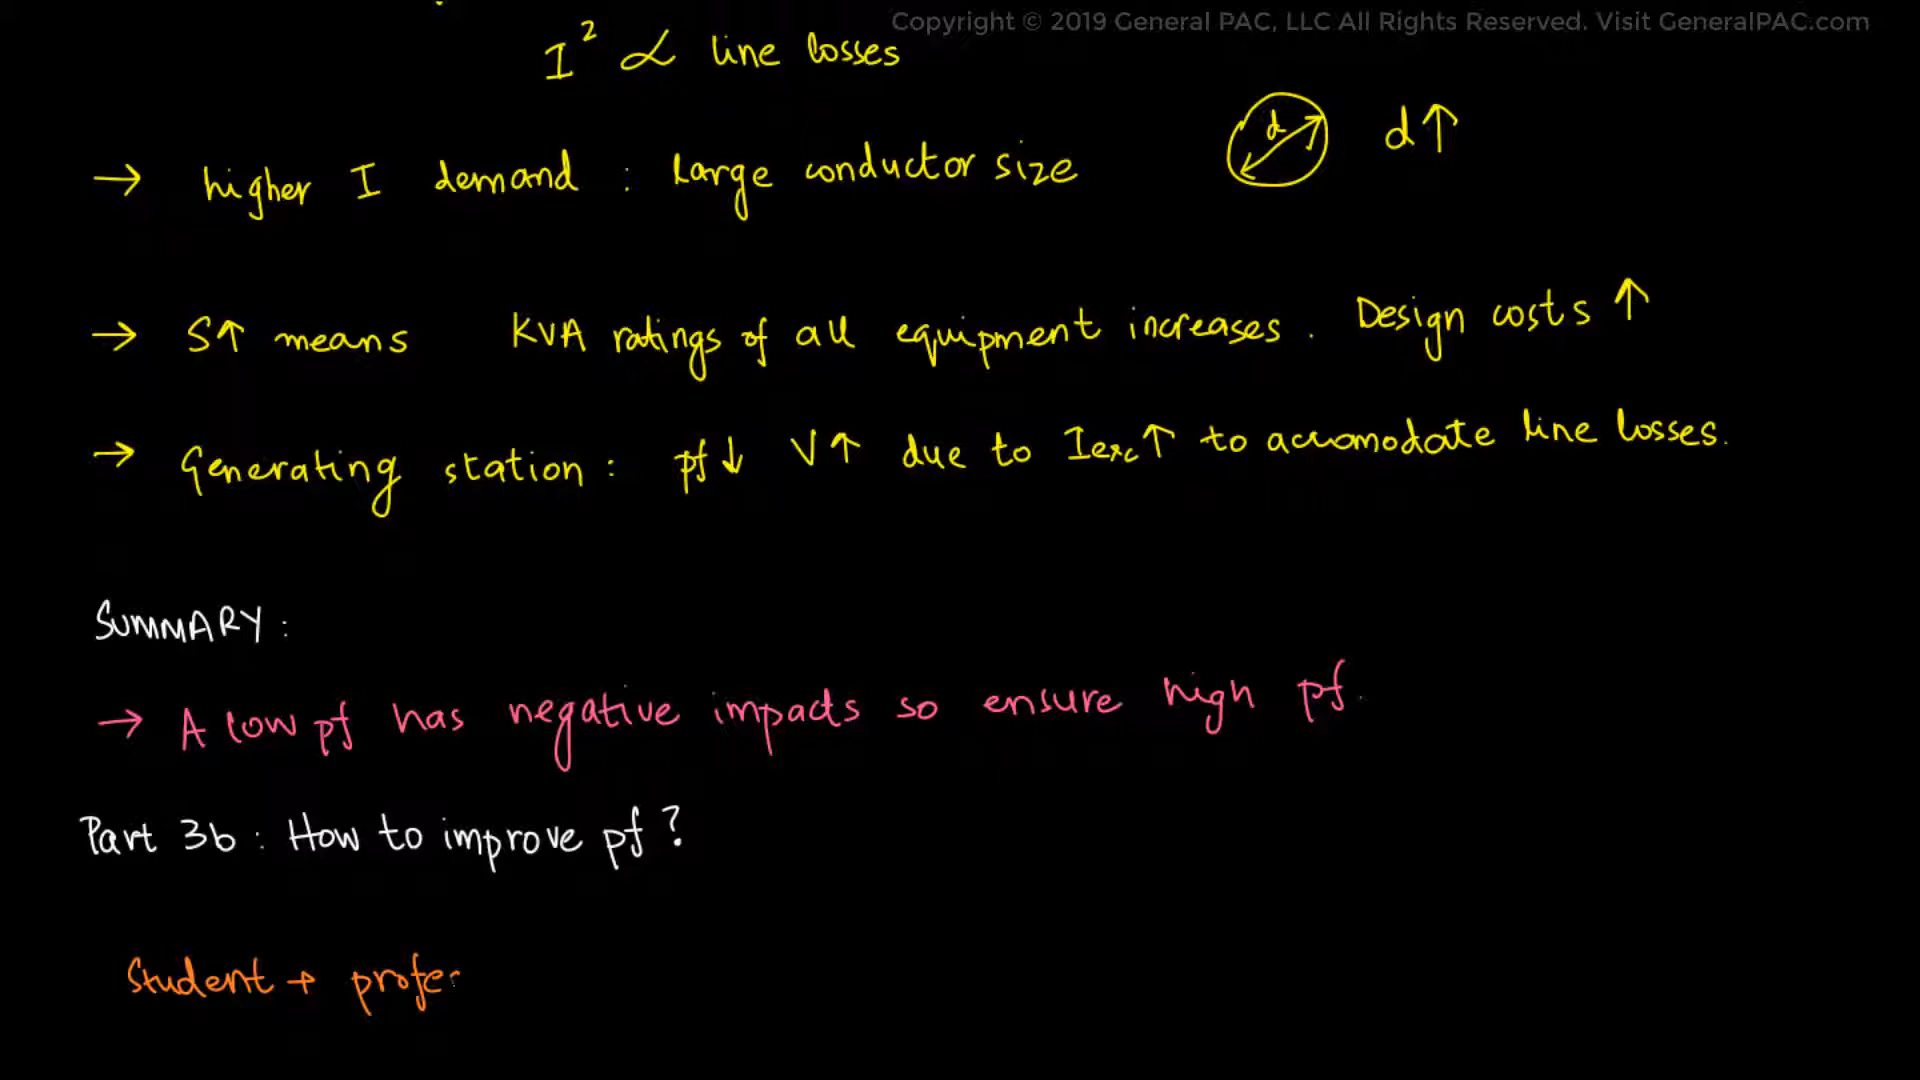 Copyright © 2019 General PAC, LLC All Rights Reserved. Visit GeneralPAC.com
I² ∝ line losses
→ higher I demand : Large conductor size d d↑
→ S↑ means KVA ratings of all equipment increases. Design costs ↑
→ Generating station : pf↓ V↑ due to Iexc↑ to accomodate line losses.
SUMMARY :
→ A low pf has negative impacts so ensure high pf.
Part 3b : How to improve pf ?
Student + profe